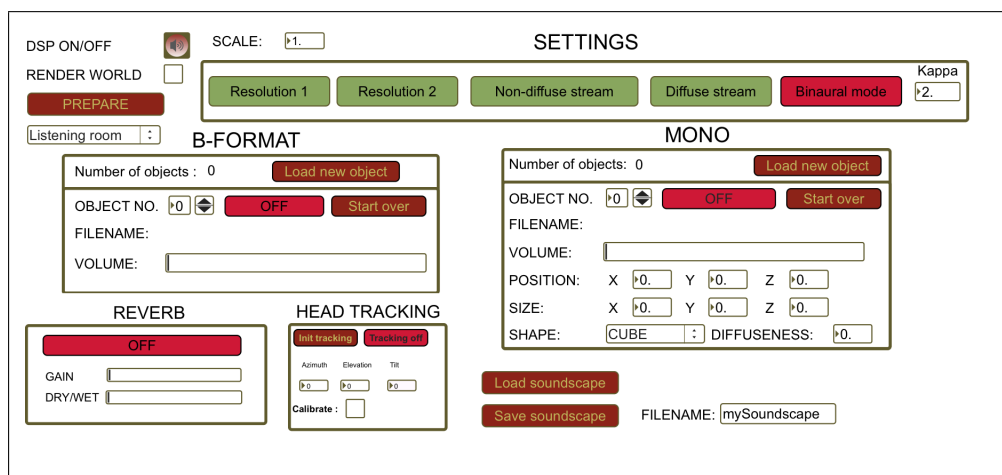 DSP ON/OFF
SCALE: 1.
SETTINGS
RENDER WORLD
PREPARE
Listening room
Resolution 1
Resolution 2
Non-diffuse stream
Diffuse stream
Binaural mode
Kappa
2.
B-FORMAT
Number of objects : 0
Load new object
OBJECT NO. 0
OFF
Start over
FILENAME:
VOLUME:
MONO
Number of objects: 0
Load new object
OBJECT NO. 0
OFF
Start over
FILENAME:
VOLUME:
POSITION: X 0. Y 0. Z 0.
SIZE: X 0. Y 0. Z 0.
SHAPE: CUBE DIFFUSENESS: 0.
REVERB
OFF
GAIN
DRY/WET
HEAD TRACKING
Init tracking
Tracking off
Azimuth Elevation Tilt
0 0 0
Calibrate :
Load soundscape
Save soundscape
FILENAME: mySoundscape